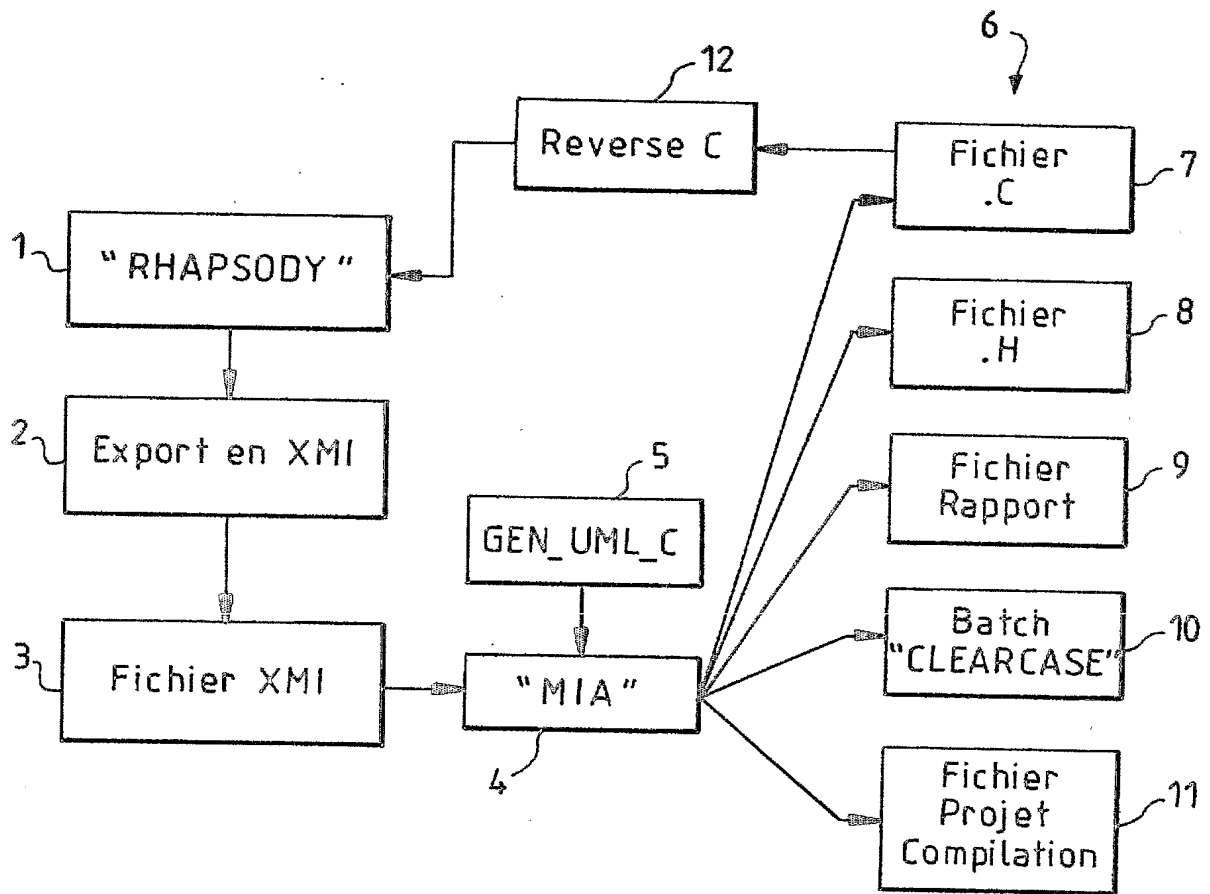 6
12
Reverse C
Fichier
.C
7
1
"RHAPSODY"
Fichier
.H
8
2
Export en XMI
5
GEN_UML_C
Fichier
Rapport
9
3
Fichier XMI
"MIA"
4
Batch
"CLEARCASE"
10
Fichier
Projet
Compilation
11